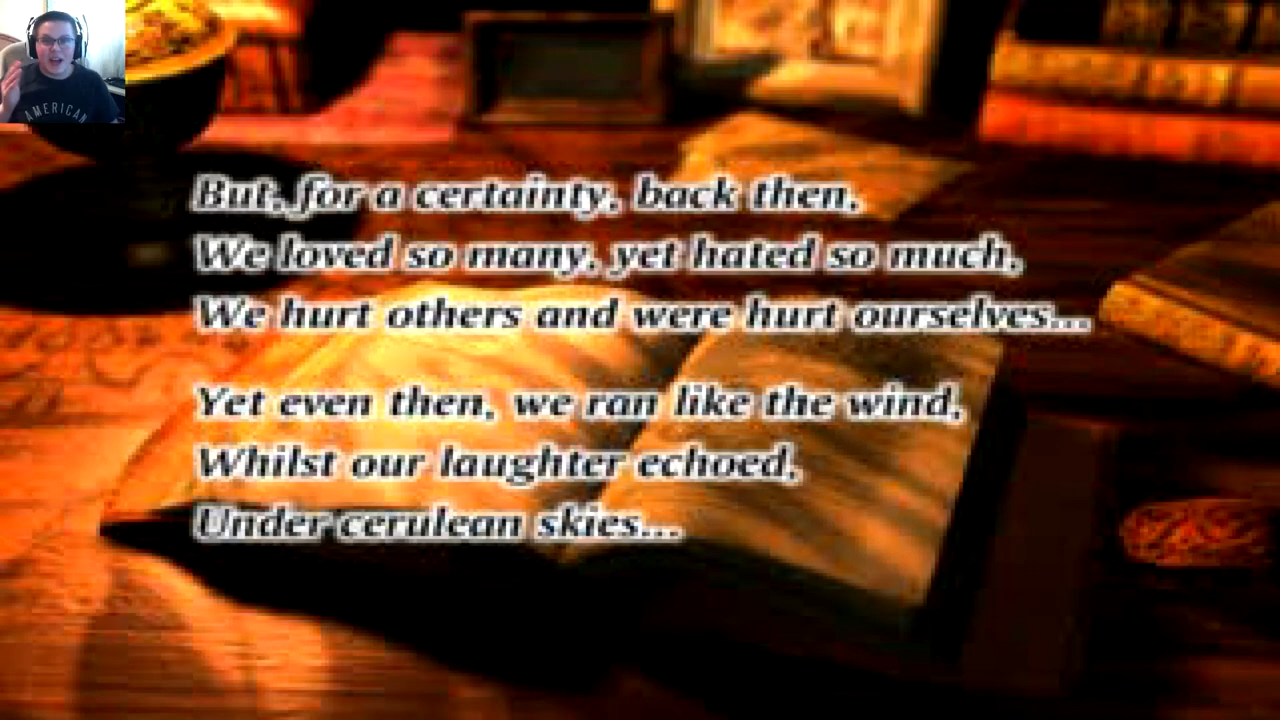 AMERICAN
But, for a certainty, back then,
We loved so many, yet hated so much,
We hurt others and were hurt ourselves...
Yet even then, we ran like the wind,
Whilst our laughter echoed,
Under cerulean skies...